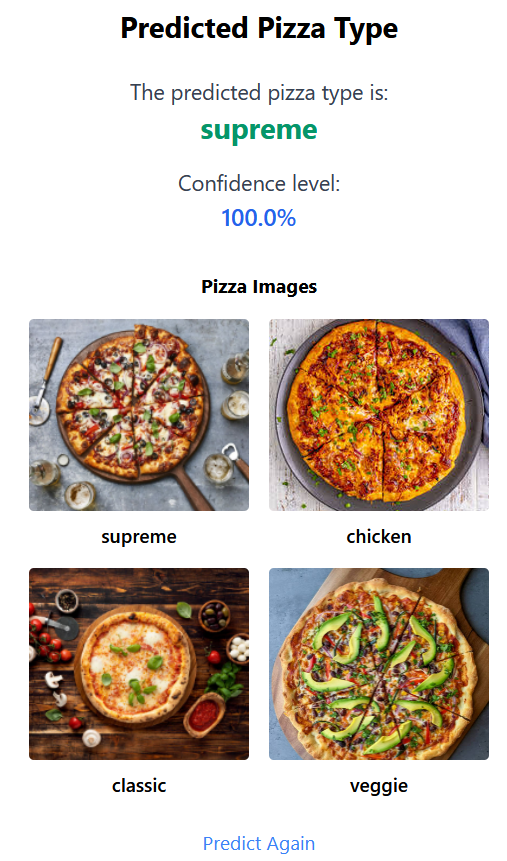 Predicted Pizza Type
The predicted pizza type is:
supreme
Confidence level:
100.0%
Pizza Images
supreme
chicken
classic
veggie
Predict Again